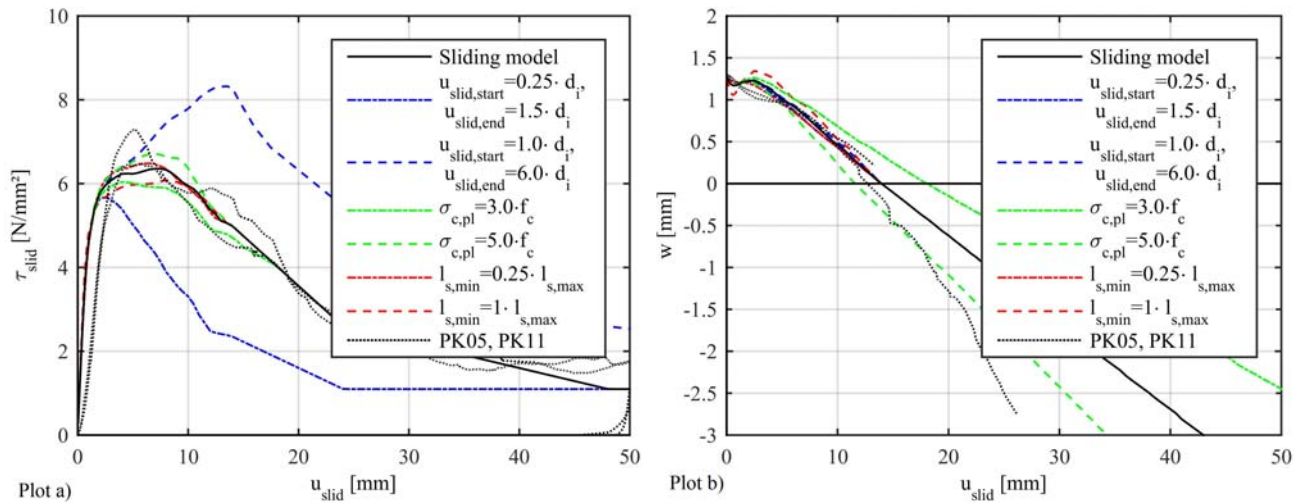 10
8
6
4
2
0
τslid [N/mm²]
0
10
20
30
40
50
uslid [mm]
Plot a)
Sliding model
uslid,start=0.25· di,
uslid,end=1.5· di
uslid,start=1.0· di,
uslid,end=6.0· di
σc,pl=3.0·fc
σc,pl=5.0·fc
ls,min=0.25· ls,max
ls,min=1· ls,max
PK05, PK11
2
1.5
1
0.5
0
-0.5
-1
-1.5
-2
-2.5
-3
w [mm]
0
10
20
30
40
50
uslid [mm]
Plot b)
Sliding model
uslid,start=0.25· di,
uslid,end=1.5· di
uslid,start=1.0· di,
uslid,end=6.0· di
σc,pl=3.0·fc
σc,pl=5.0·fc
ls,min=0.25· ls,max
ls,min=1· ls,max
PK05, PK11